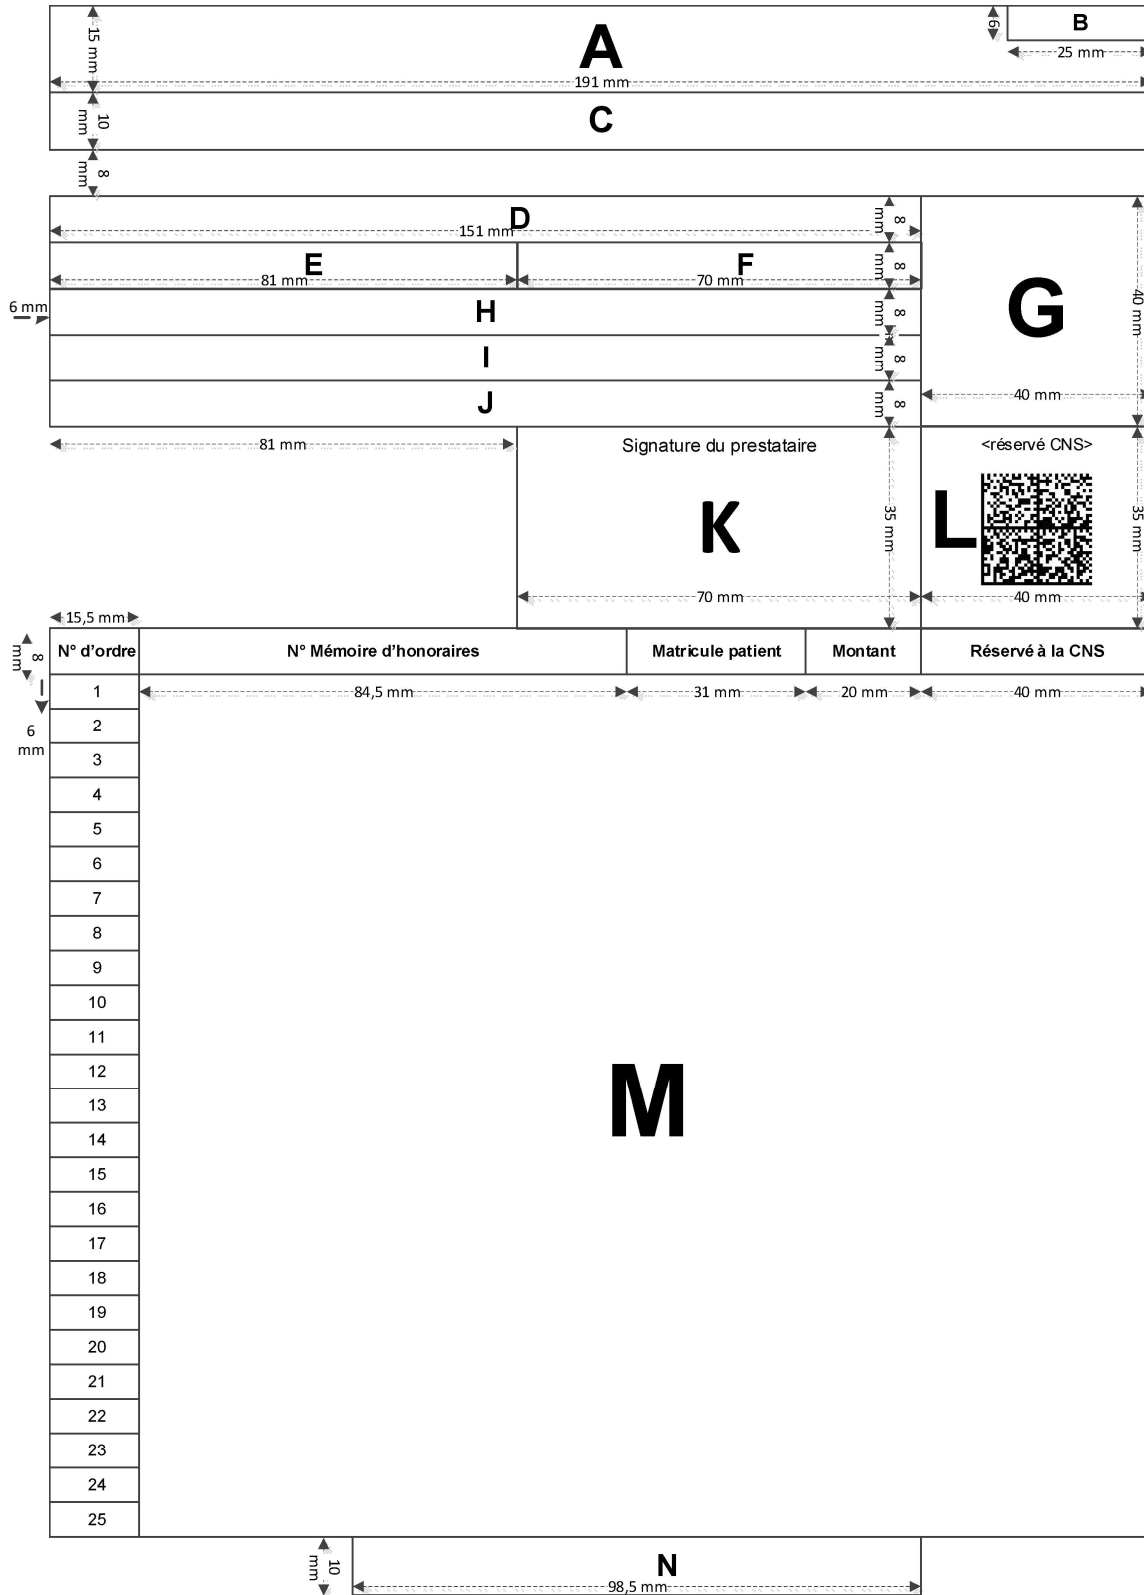 A
B
6
15 mm
25 mm
191 mm
C
10 mm
8 mm
D
8 mm
151 mm
E
F
8 mm
81 mm
70 mm
G
40 mm
6 mm
H
8 mm
I
8 mm
J
8 mm
40 mm
81 mm
Signature du prestataire
<réservé CNS>
K
35 mm
L
35 mm
70 mm
40 mm
15,5 mm
8 mm
N° d'ordre
N° Mémoire d'honoraires
Matricule patient
Montant
Réservé à la CNS
1
84,5 mm
31 mm
20 mm
40 mm
6 mm
2
3
4
5
6
7
8
9
10
11
12
M
13
14
15
16
17
18
19
20
21
22
23
24
25
10 mm
N
98,5 mm